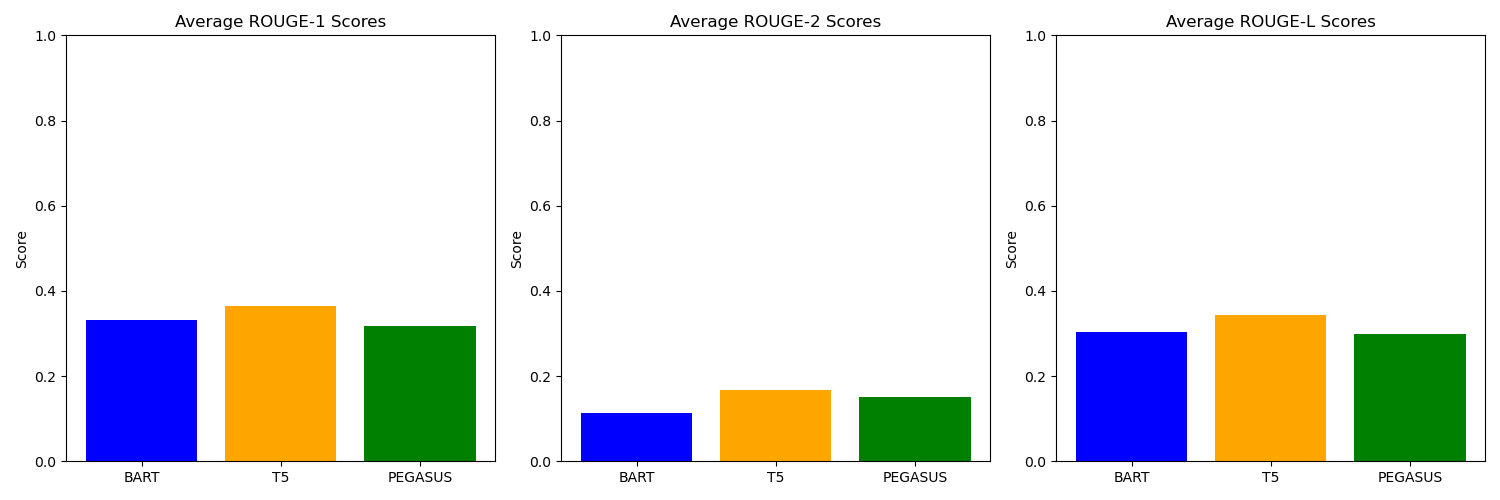 Average ROUGE-1 Scores
1.0
0.8
0.6
0.4
0.2
0.0
Score
BART T5 PEGASUS
Average ROUGE-2 Scores
1.0
0.8
0.6
0.4
0.2
0.0
Score
BART T5 PEGASUS
Average ROUGE-L Scores
1.0
0.8
0.6
0.4
0.2
0.0
Score
BART T5 PEGASUS